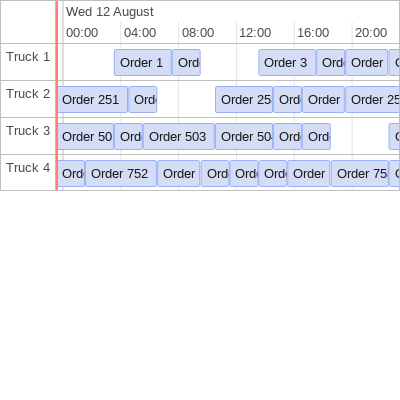 Wed 12 August
00:00 04:00 08:00 12:00 16:00 20:00
Truck 1 Order 1 Ord Order 3 Ord Order
Truck 2 Order 251 Ord Order 25 Ord Order Order 25
Truck 3 Order 50 Ord Order 503 Order 50 Ord Ord
Truck 4 Ord Order 752 Order Ord Ord Ord Order Order 75